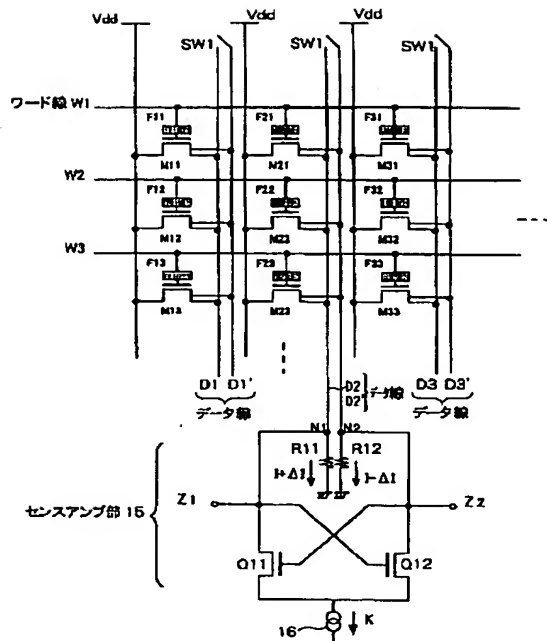 Vdd
Vdd
Vdd
SW1
SW1
SW1
ワード線 W1
F11
F21
F31
M11
M21
M31
W2
F12
F22
F32
M12
M22
M32
W3
F13
F23
F33
M13
M23
M33
D1 D1'
データ線
D2
D2'
データ線
D3 D3'
データ線
N1 N2
R11 R12
I+ΔI
I-ΔI
センスアンプ部 15
Z1
Z2
Q11
Q12
16
K